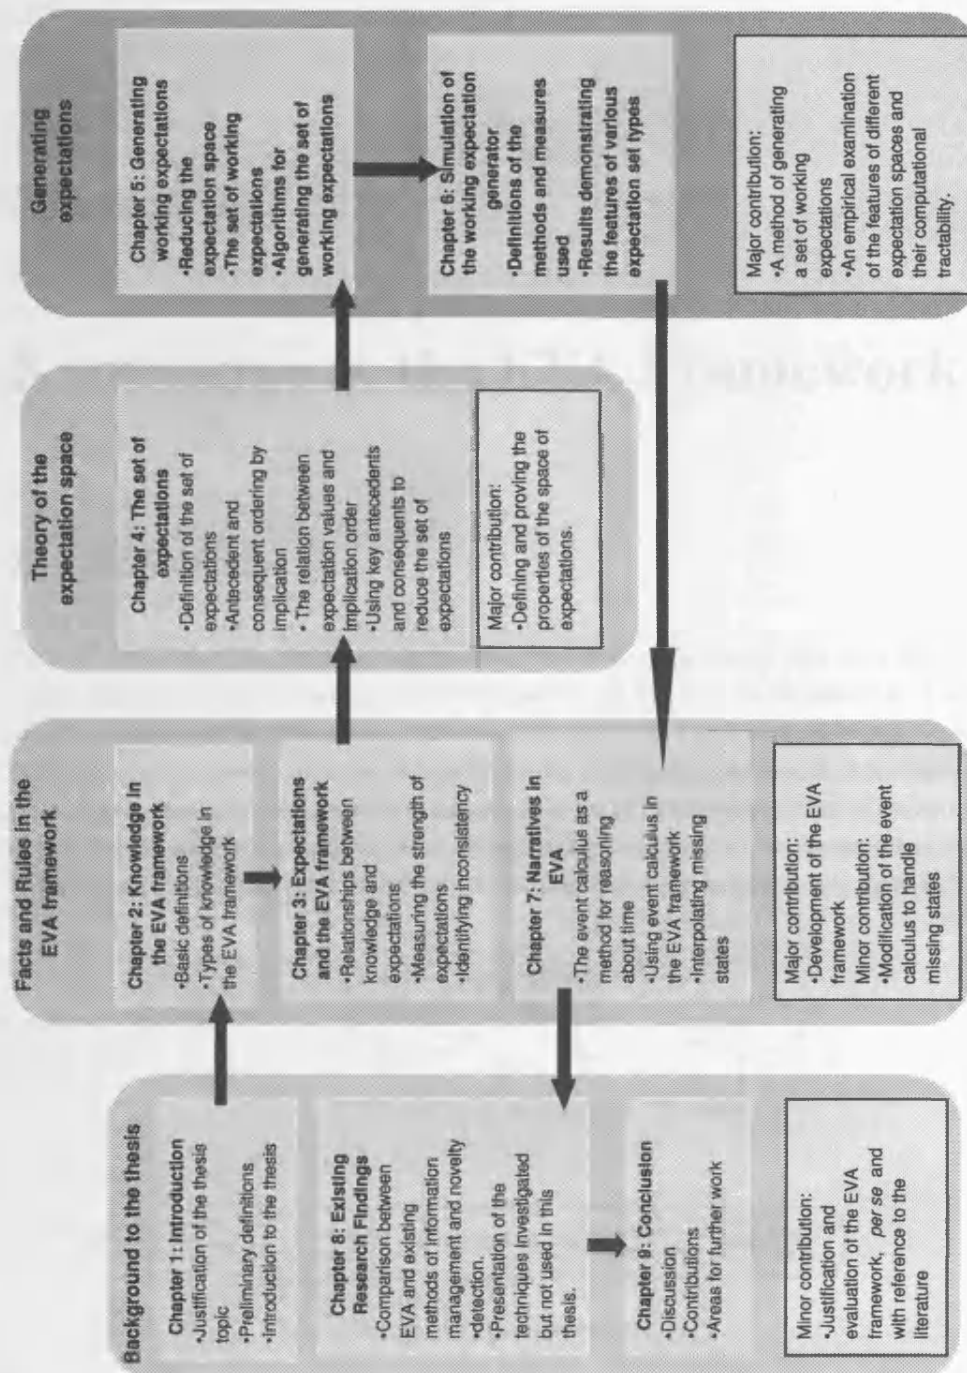 Background to the thesis
Chapter 1: Introduction
•Justification of the thesis
topic
•Preliminary definitions
•Introduction to the thesis
Chapter 8: Existing
Research Findings
•Comparison between
EVA and existing
methods of information
management and novelty
•detection.
•Presentation of the
techniques investigated
but not used in this
thesis.
Chapter 9: Conclusion
•Discussion
•Contributions
•Areas for further work
Minor contribution:
•Justification and
evaluation of the EVA
framework, per se and
with reference to the
literature
Facts and Rules in the
EVA framework
Chapter 2: Knowledge in
the EVA framework
•Basic definitions
•Types of knowledge in
the EVA framework
Chapter 3: Expectations
and the EVA framework
•Relationships between
knowledge and
expectations
•Measuring the strength of
expectations
•Identifying inconsistency
Chapter 7: Narratives in
EVA
•The event calculus as a
method for reasoning
about time
•Using event calculus in
the EVA framework
•Interpolating missing
states
Major contribution:
•Development of the EVA
framework
Minor contribution:
•Modification of the event
calculus to handle
missing states
Theory of the
expectation space
Chapter 4: The set of
expectations
•Definition of the set of
expectations
•Antecedent and
consequent ordering by
implication
• The relation between
expectation values and
implication order
•Using key antecedents
and consequents to
reduce the set of
expectations
Major contribution:
•Defining and proving the
properties of the space of
expectations.
Generating
expectations
Chapter 5: Generating
working expectations
•Reducing the
expectation space
•The set of working
expectations
•Algorithms for
generating the set of
working expectations
Chapter 6: Simulation of
the working expectation
generator
•Definitions of the
methods and measures
used
•Results demonstrating
the features of various
expectation set types
Major contribution:
•A method of generating
a set of working
expectations
•An empirical examination
of the features of different
expectation spaces and
their computational
tractability.